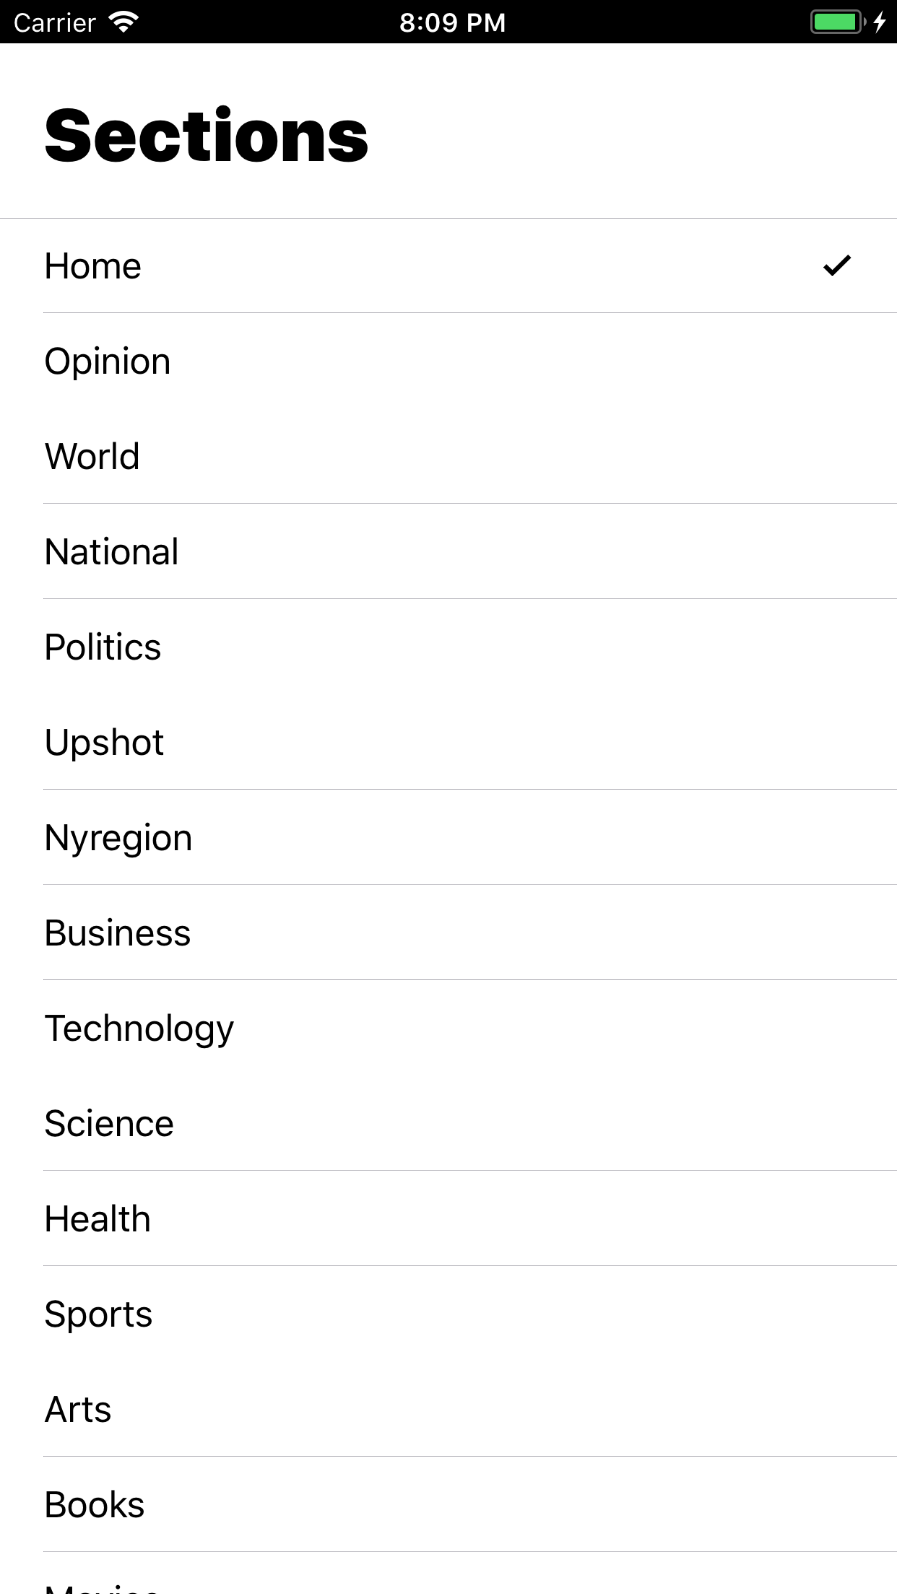 Carrier 8:09 PM
Sections
Home
Opinion
World
National
Politics
Upshot
Nyregion
Business
Technology
Science
Health
Sports
Arts
Books